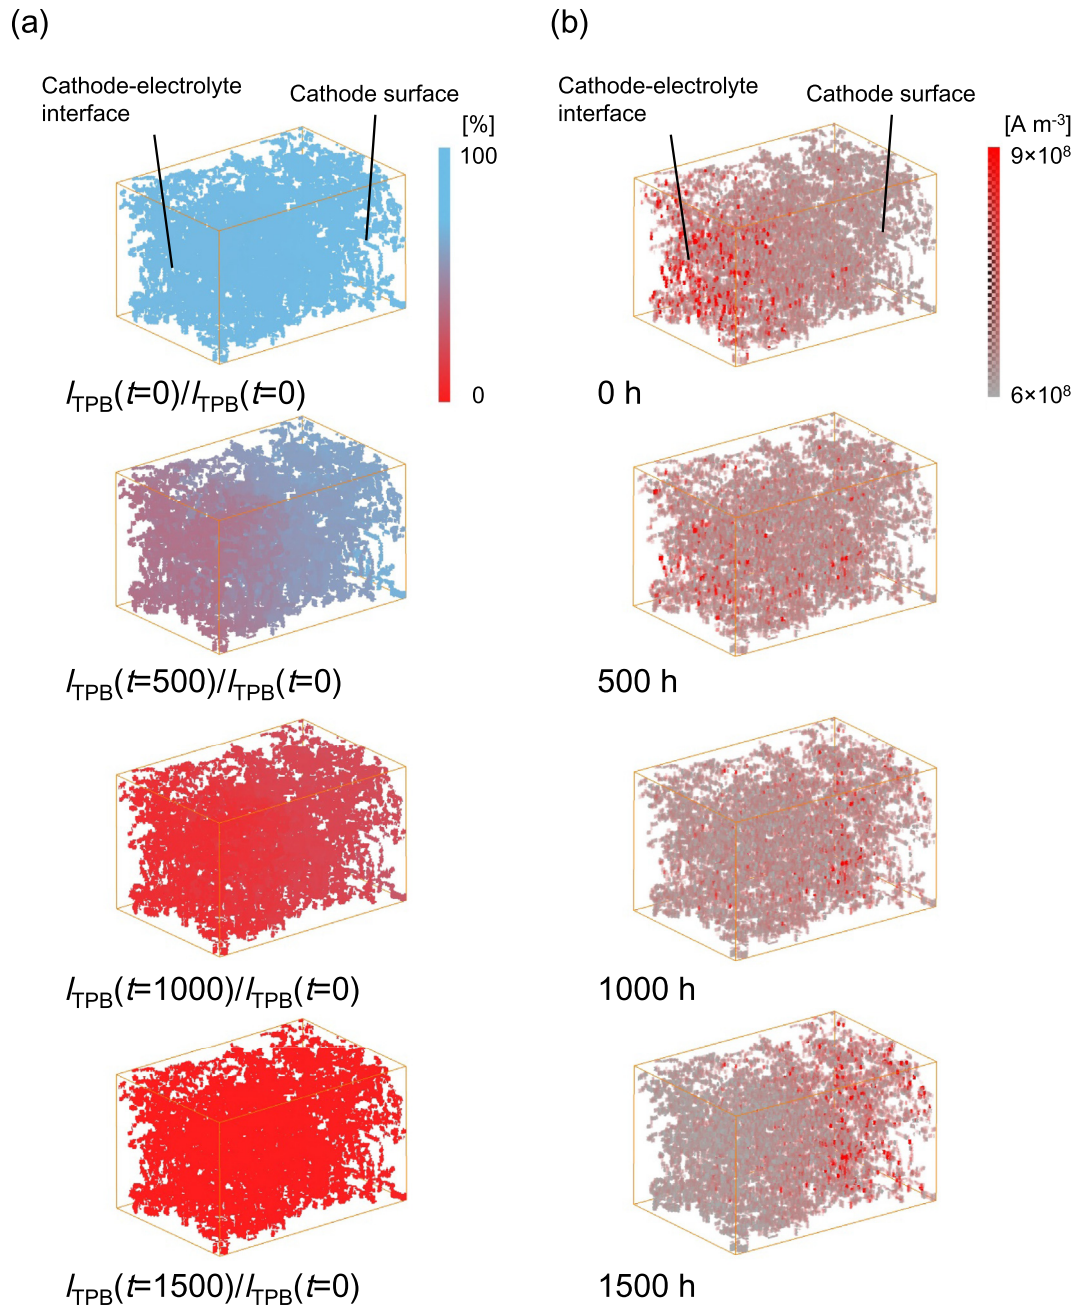 (a)
Cathode-electrolyte
interface
Cathode surface
[%]
100
0
lTPB(t=0)/lTPB(t=0)
lTPB(t=500)/lTPB(t=0)
lTPB(t=1000)/lTPB(t=0)
lTPB(t=1500)/lTPB(t=0)
(b)
Cathode-electrolyte
interface
Cathode surface
[A m-3]
9×10⁸
6×10⁸
0 h
500 h
1000 h
1500 h